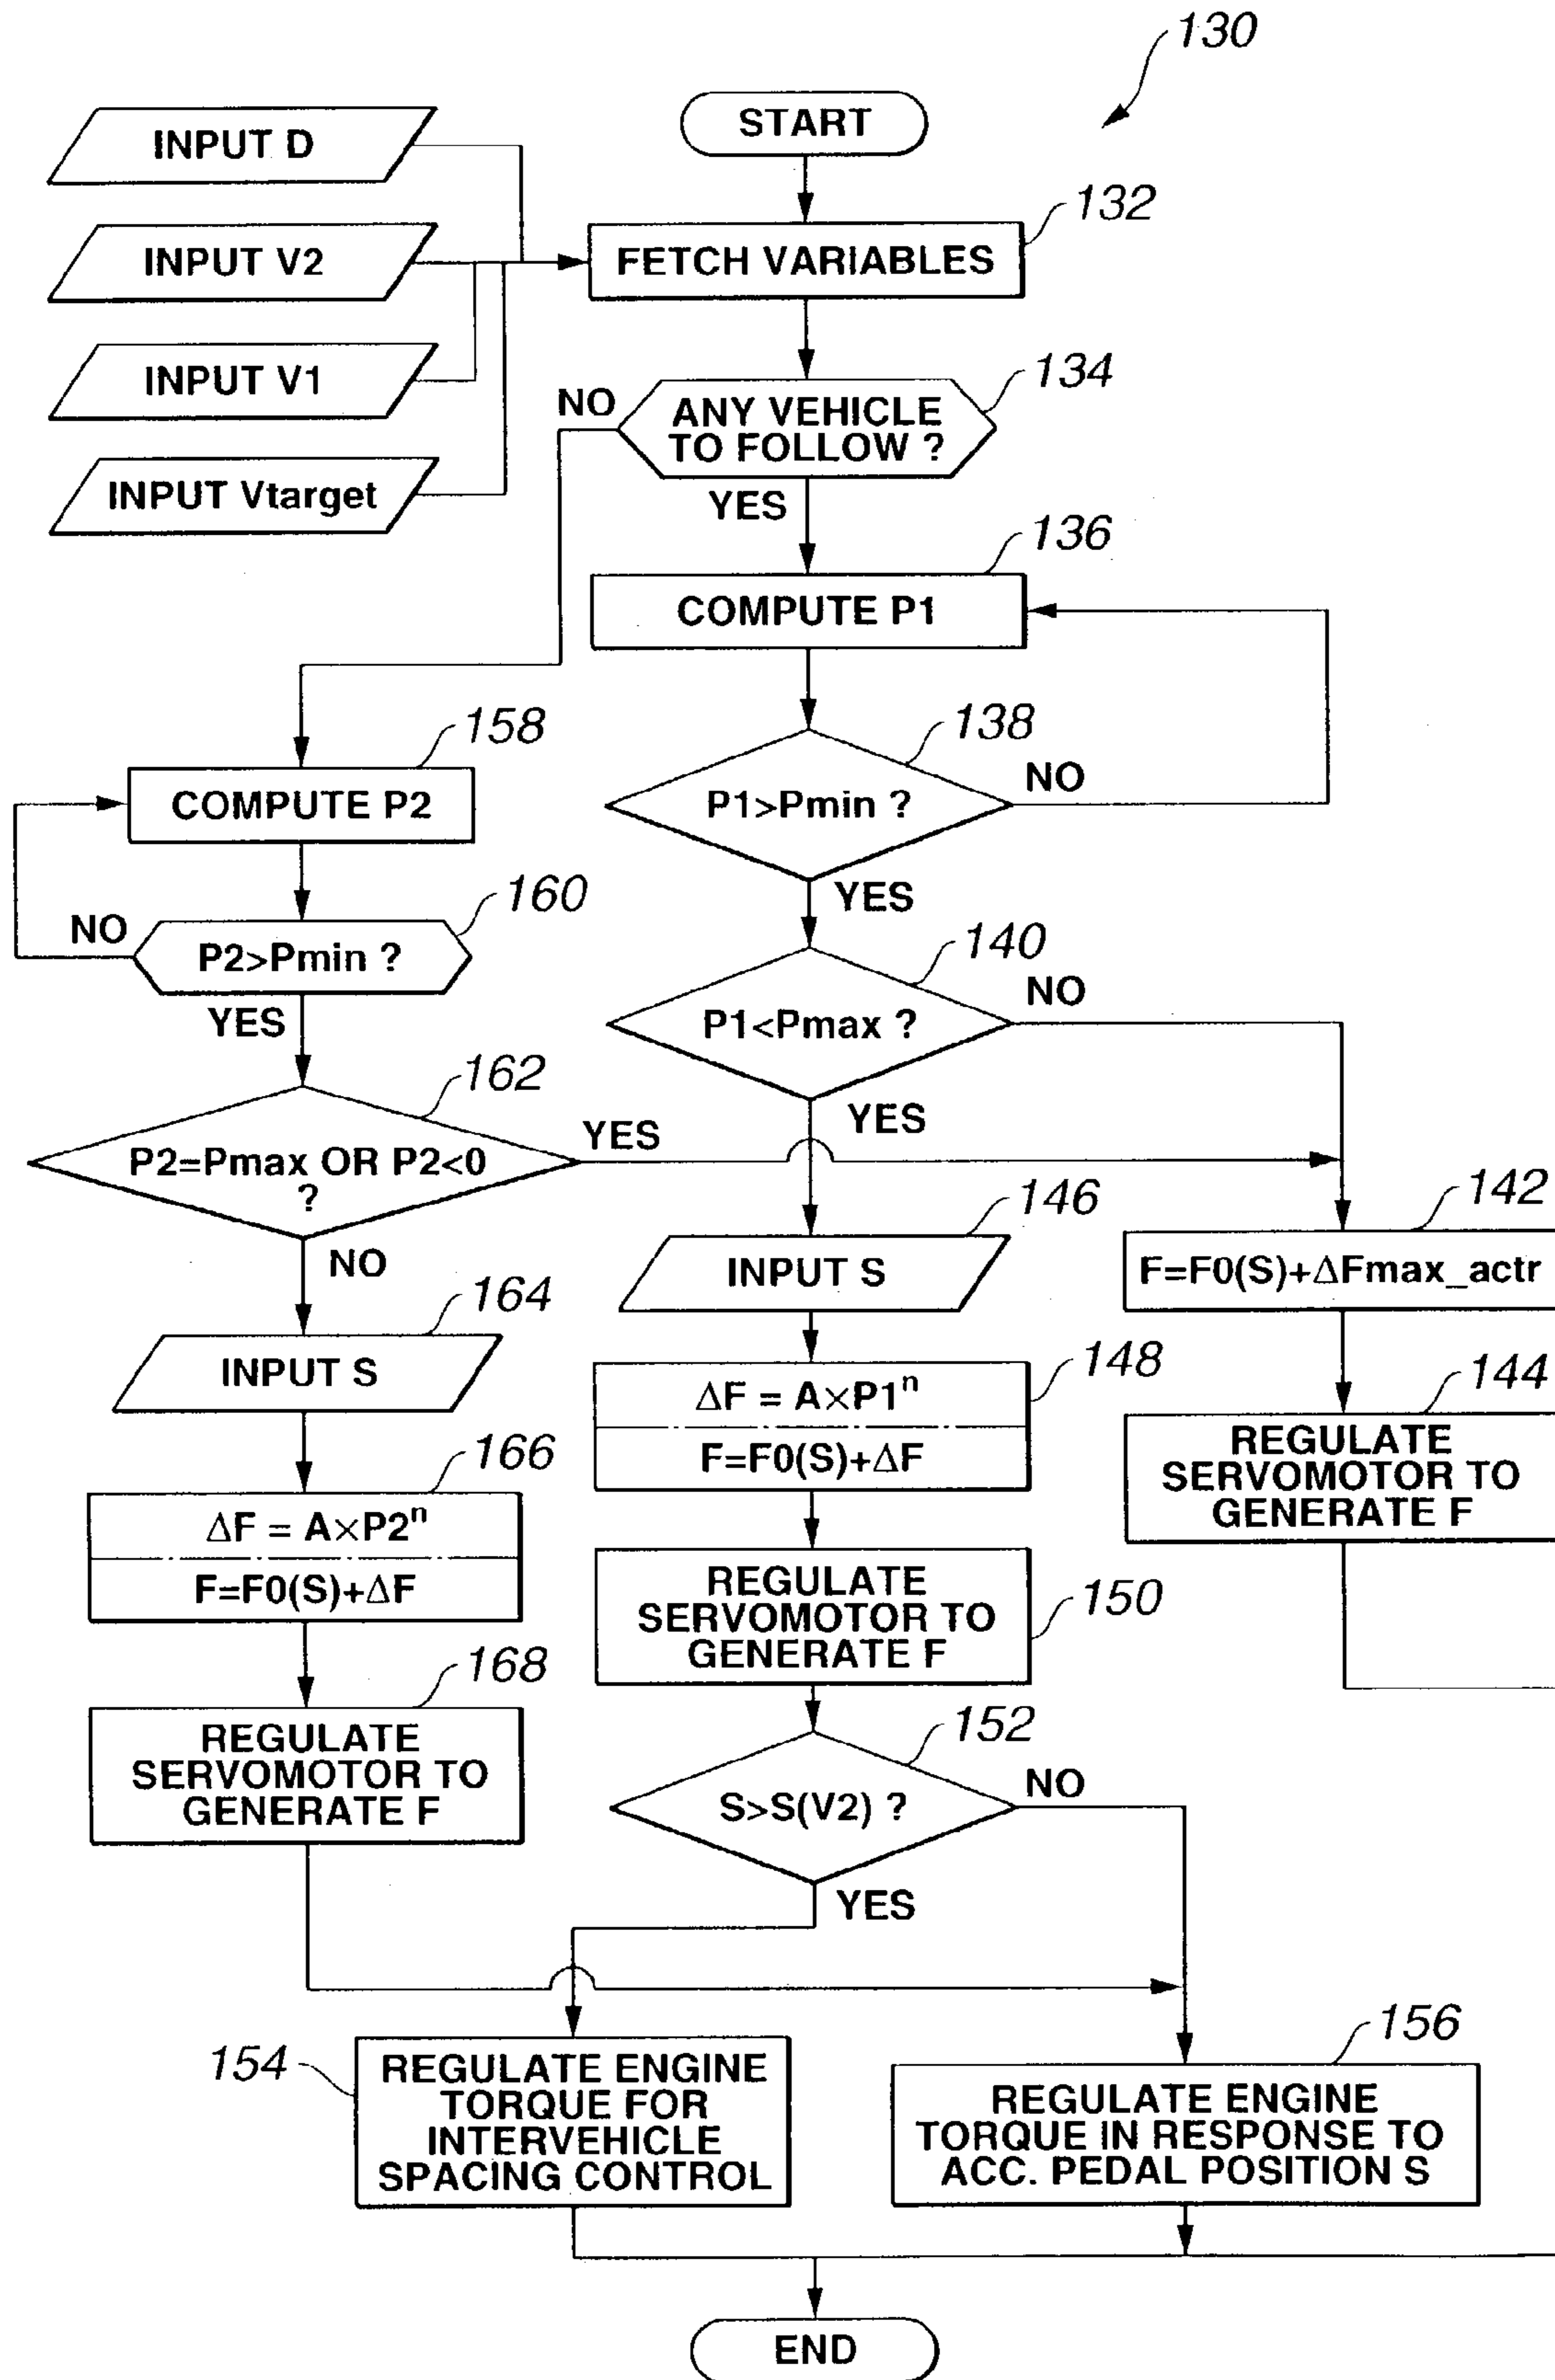 130
START
INPUT D
132
FETCH VARIABLES
INPUT V2
INPUT V1
134
NO
ANY VEHICLE
TO FOLLOW ?
INPUT Vtarget
YES
136
COMPUTE P1
158
COMPUTE P2
138
P1>Pmin ?
NO
YES
160
NO
P2>Pmin ?
YES
140
P1<Pmax ?
NO
YES
162
P2=Pmax OR P2<0
?
YES
NO
142
F=F0(S)+ΔFmax_actr
146
INPUT S
164
INPUT S
148
ΔF = A×P1ⁿ
F=F0(S)+ΔF
144
REGULATE
SERVOMOTOR TO
GENERATE F
166
ΔF = A×P2ⁿ
F=F0(S)+ΔF
150
REGULATE
SERVOMOTOR TO
GENERATE F
168
REGULATE
SERVOMOTOR TO
GENERATE F
152
S>S(V2) ?
NO
YES
154
REGULATE ENGINE
TORQUE FOR
INTERVEHICLE
SPACING CONTROL
156
REGULATE ENGINE
TORQUE IN RESPONSE TO
ACC. PEDAL POSITION S
END